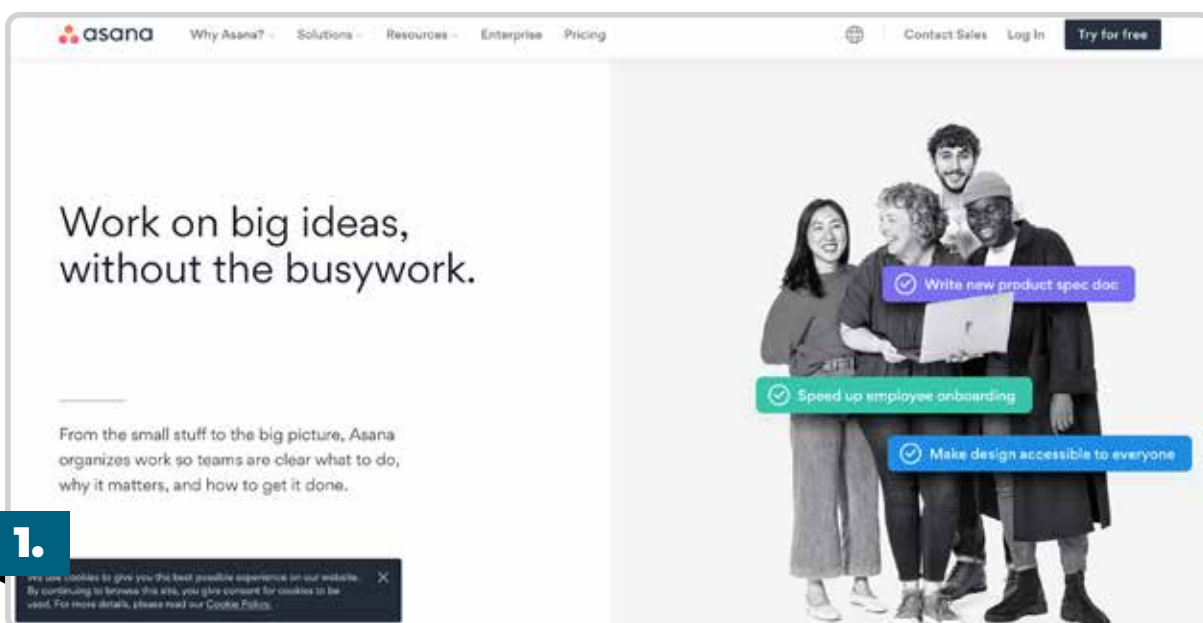 asana
Why Asana? Solutions Resources Enterprise Pricing Contact Sales Log In Try for free
Work on big ideas,
without the busywork.
From the small stuff to the big picture, Asana
organizes work so teams are clear what to do,
why it matters, and how to get it done.
Write new product spec doc
Speed up employee onboarding
Make design accessible to everyone
1.
We use cookies to give you the best possible experience on our website.
By continuing to browse this site, you give consent for cookies to be
used. For more details, please read our Cookie Policy.